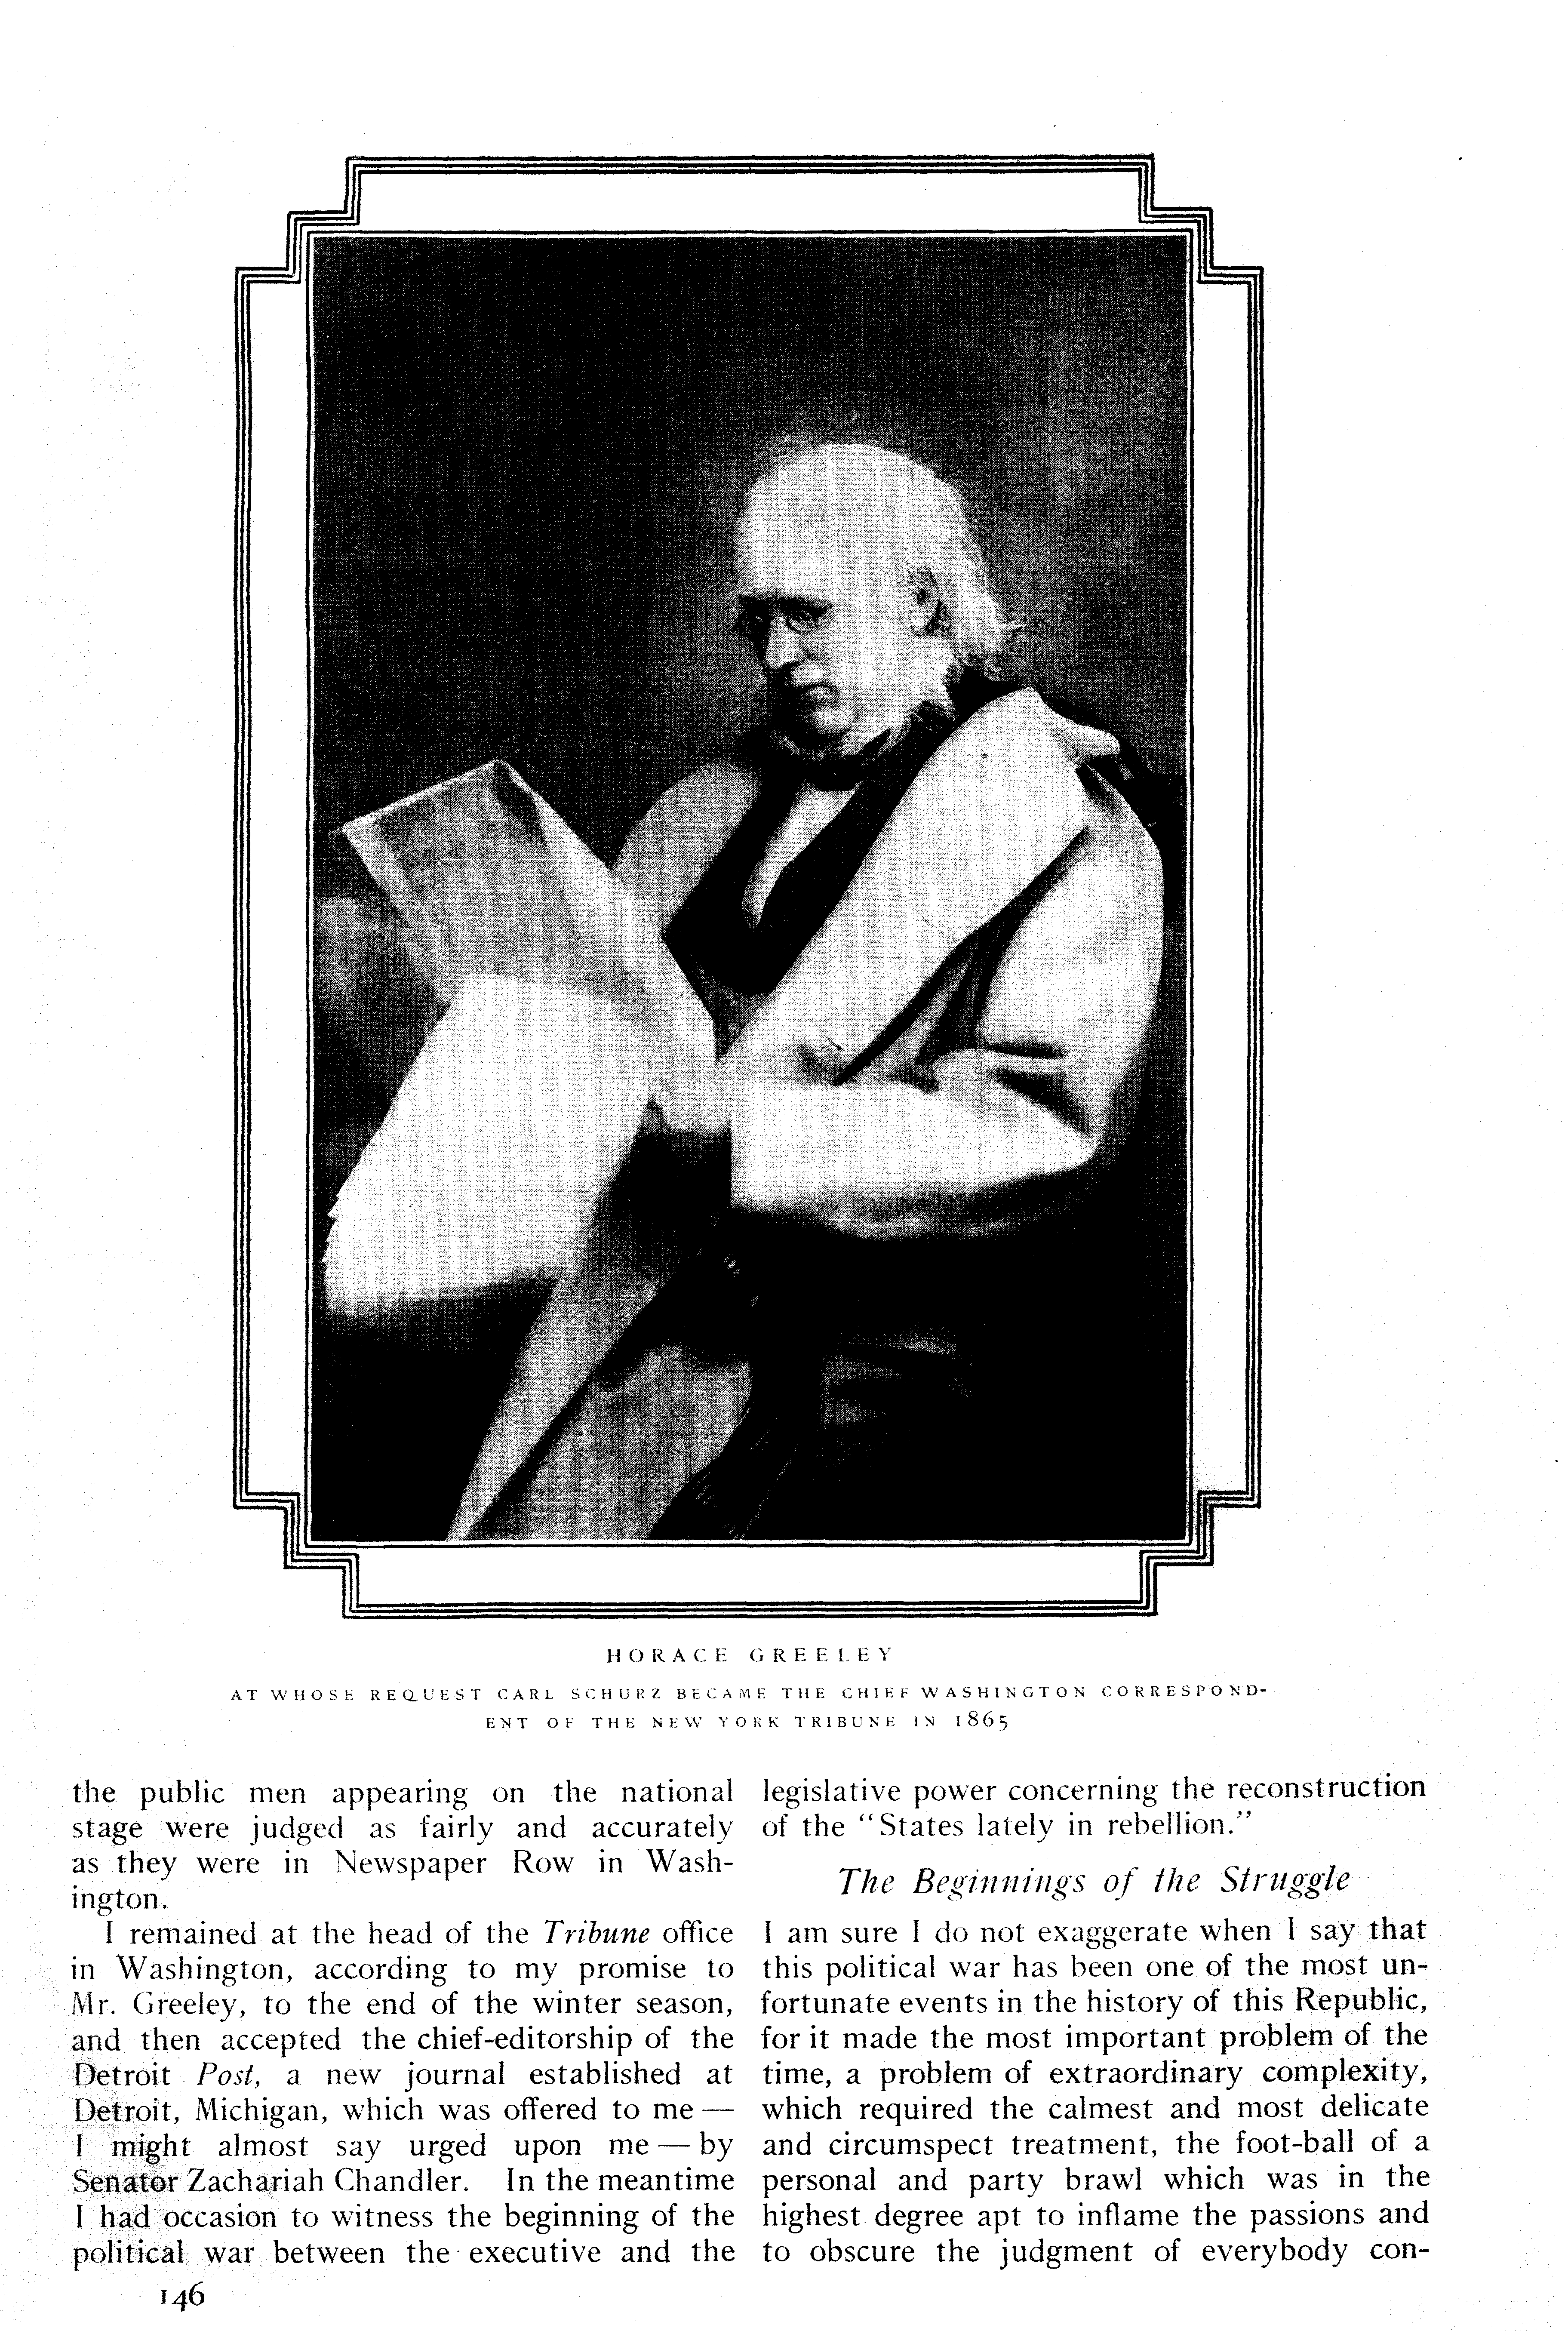 HORACE GREELEY
AT WHOSE REQUEST CARL SCHURZ BECAME THE CHIEF WASHINGTON CORRESPOND-
ENT OF THE NEW YORK TRIBUNE IN 1865
the public men appearing on the national
stage were judged as fairly and accurately
as they were in Newspaper Row in Wash-
ington.
I remained at the head of the Tribune office
in Washington, according to my promise to
Mr. Greeley, to the end of the winter season,
and then accepted the chief-editorship of the
Detroit Post, a new journal established at
Detroit, Michigan, which was offered to me —
I might almost say urged upon me — by
Senator Zachariah Chandler. In the meantime
I had occasion to witness the beginning of the
political war between the executive and the
legislative power concerning the reconstruction
of the “States lately in rebellion.”
The Beginnings of the Struggle
I am sure I do not exaggerate when I say that
this political war has been one of the most un-
fortunate events in the history of this Republic,
for it made the most important problem of the
time, a problem of extraordinary complexity,
which required the calmest and most delicate
and circumspect treatment, the foot-ball of a
personal and party brawl which was in the
highest degree apt to inflame the passions and
to obscure the judgment of everybody con-
146